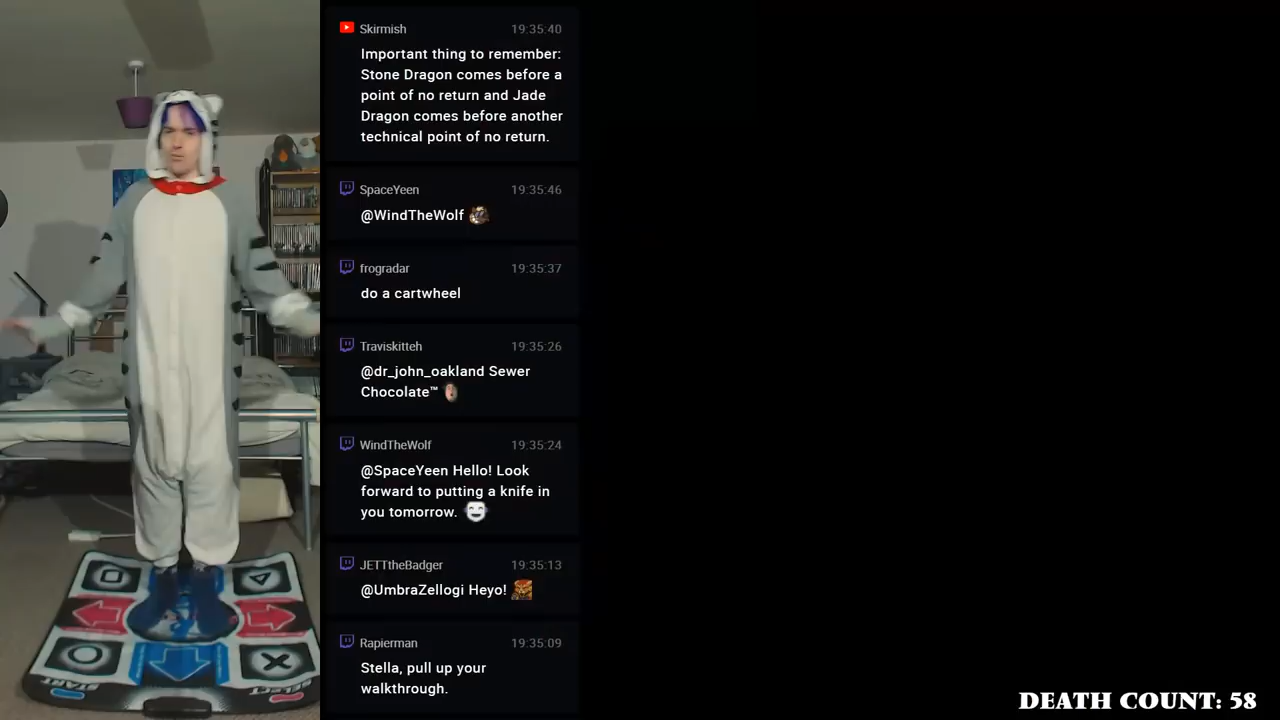 Skirmish 19:35:40
Important thing to remember:
Stone Dragon comes before a
point of no return and Jade
Dragon comes before another
technical point of no return.
SpaceYeen 19:35:46
@WindTheWolf
frogradar 19:35:37
do a cartwheel
Traviskitteh 19:35:26
@dr_john_oakland Sewer
Chocolate™
WindTheWolf 19:35:24
@SpaceYeen Hello! Look
forward to putting a knife in
you tomorrow.
JETTtheBadger 19:35:13
@UmbraZellogi Heyo!
Rapierman 19:35:09
Stella, pull up your
walkthrough.
START
SELECT
DEATH COUNT: 58